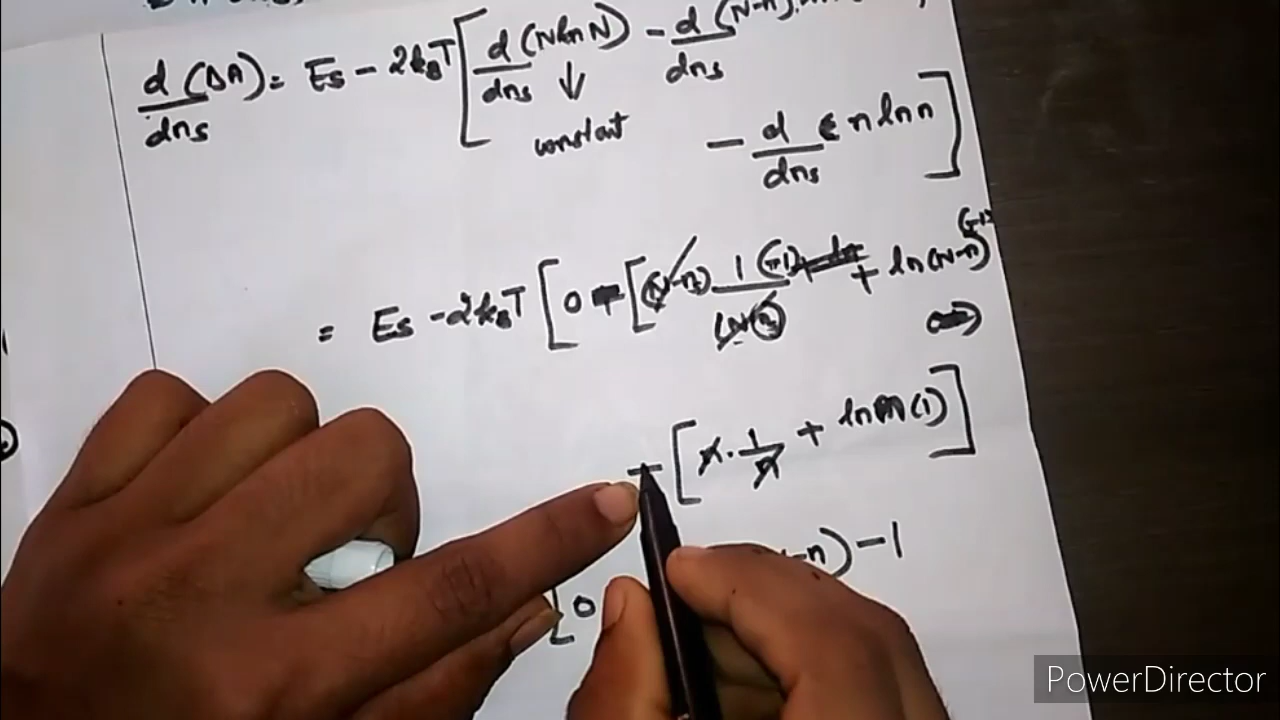 d/dns (ΔA) = Es - 2kBT [ d/dns (N ln N) - d/dns (N-n)
↓
constant
- d/dns n ln n ]
= Es - 2kBT [ 0 - [ (N-n) 1/(N-n) (-1) + ln(N-n) (-1)
- [ n · 1/n + ln n (1) ]
[ 0 -n) - 1
PowerDirector